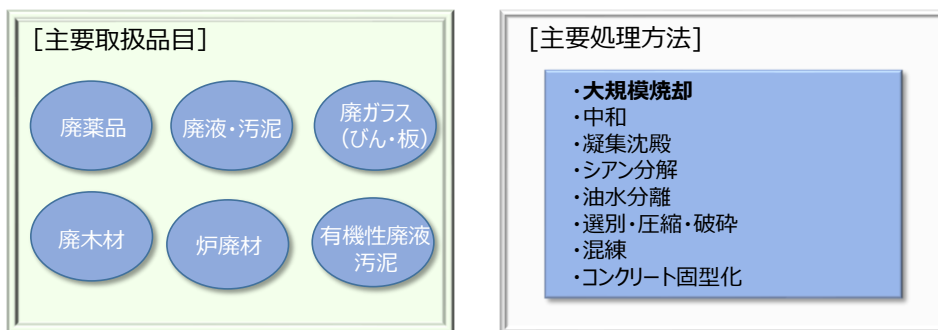 [主要取扱品目]
廃薬品
廃液・汚泥
廃ガラス
(びん・板)
廃木材
炉廃材
有機性廃液
汚泥
[主要処理方法]
・大規模焼却
・中和
・凝集沈殿
・シアン分解
・油水分離
・選別・圧縮・破砕
・混練
・コンクリート固型化